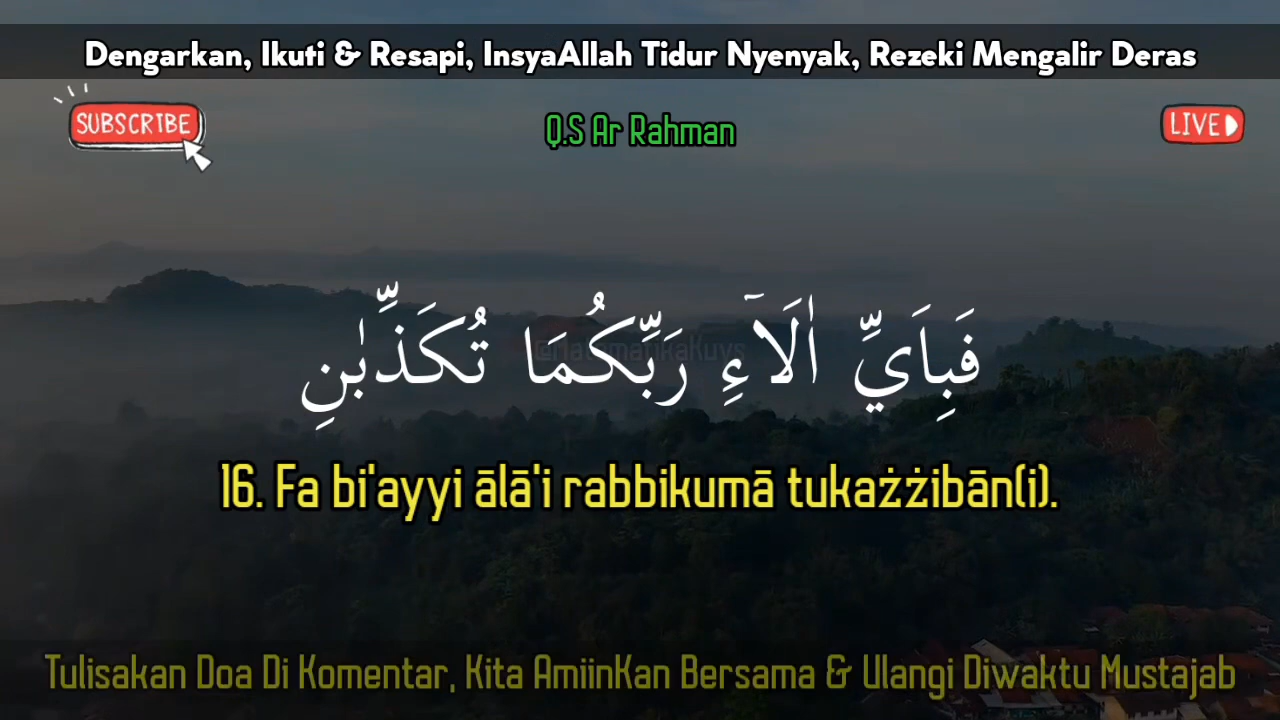 Dengarkan, Ikuti & Resapi, InsyaAllah Tidur Nyenyak, Rezeki Mengalir Deras
SUBSCRIBE
Q.S Ar Rahman
LIVE
فَبِاَيِّ اٰلَاۤءِ رَبِّكُمَا تُكَذِّبٰنِ
@MatematikaKuys
16. Fa bi'ayyi ālā'i rabbikumā tukażżibān(i).
Tulisakan Doa Di Komentar, Kita AmiinKan Bersama & Ulangi Diwaktu Mustajab